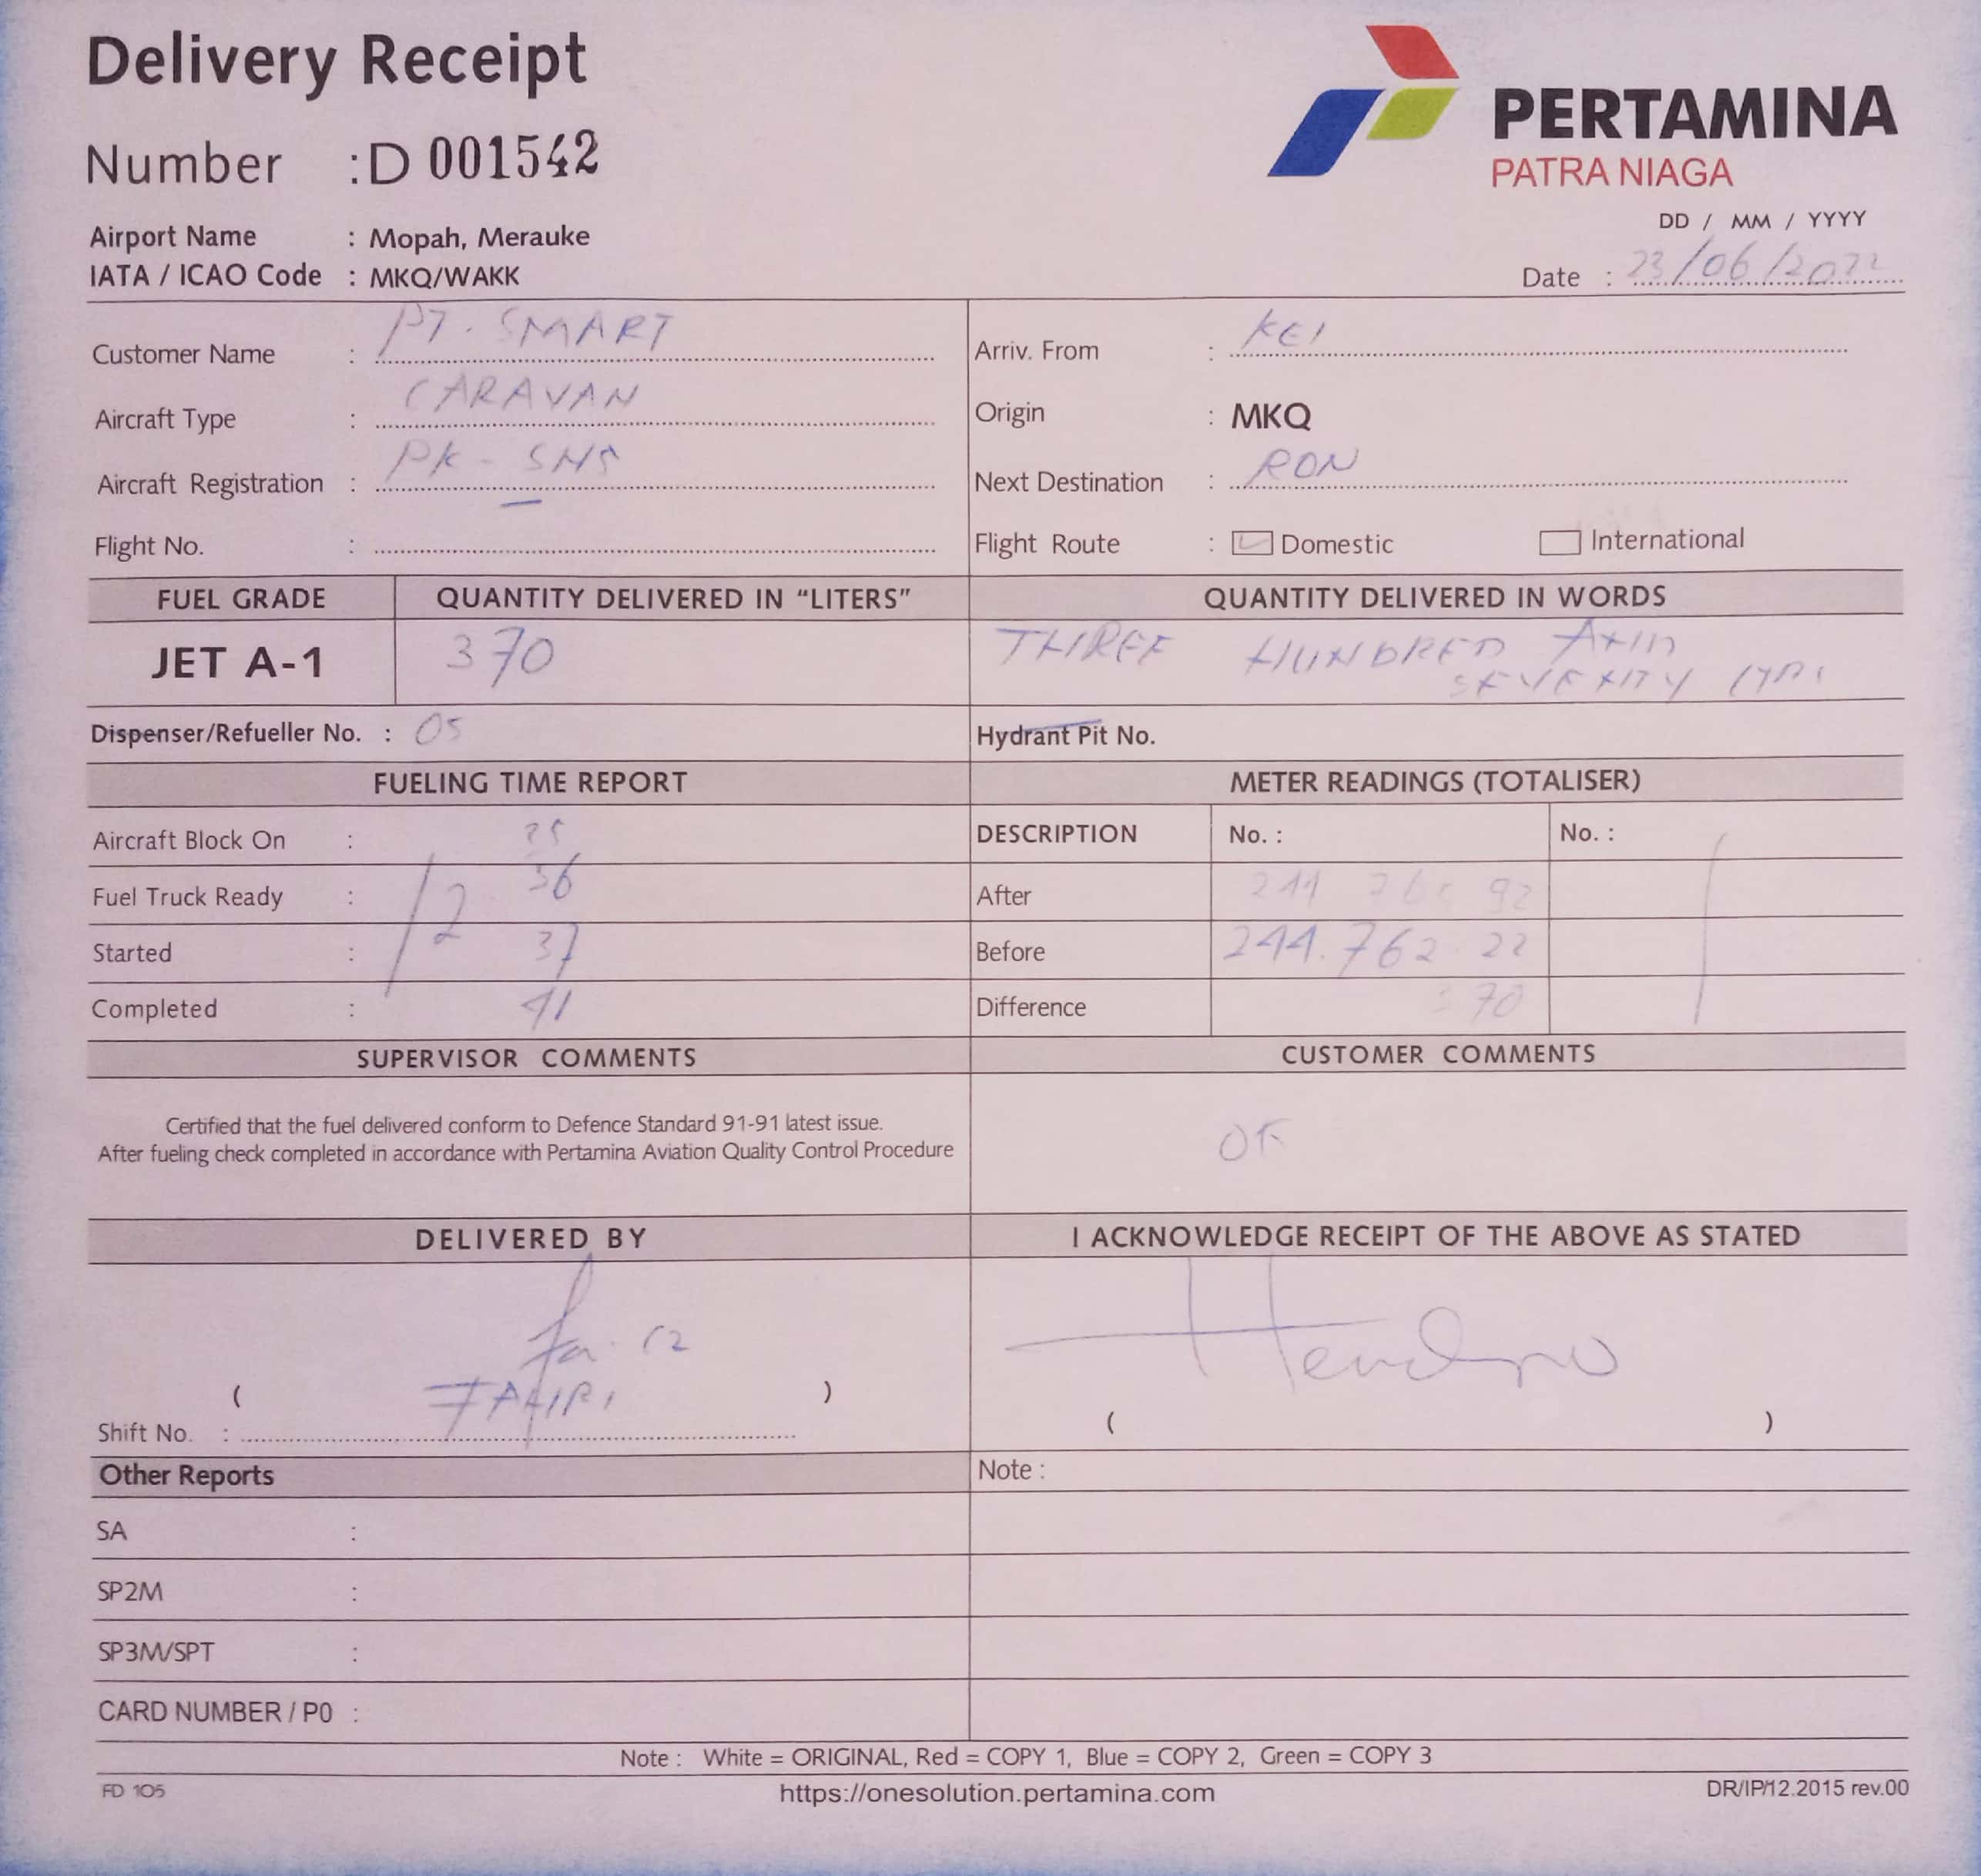 Delivery Receipt
PERTAMINA
PATRA NIAGA
Number : D 001542
DD / MM / YYYY
Airport Name : Mopah, Merauke
IATA / ICAO Code : MKQ/WAKK
Date : 23/06/2022
Customer Name : PT. SMART
Arriv. From : KEI
Aircraft Type : CARAVAN
Origin : MKQ
Aircraft Registration : PK - SNS
Next Destination : RON
Flight No. :
Flight Route : Domestic International
FUEL GRADE QUANTITY DELIVERED IN "LITERS" QUANTITY DELIVERED IN WORDS
JET A-1 370 THREE HUNDRED AND
SEVENTY
Dispenser/Refueller No. : 05 Hydrant Pit No.
FUELING TIME REPORT METER READINGS (TOTALISER)
Aircraft Block On : 35 DESCRIPTION No. : No. :
Fuel Truck Ready : 36 After
12
Started : 37 Before 244.762 22
Completed : 41 Difference 370
SUPERVISOR COMMENTS CUSTOMER COMMENTS
Certified that the fuel delivered conform to Defence Standard 91-91 latest issue.
After fueling check completed in accordance with Pertamina Aviation Quality Control Procedure
OK
DELIVERED BY I ACKNOWLEDGE RECEIPT OF THE ABOVE AS STATED
Hendro
( FAHRI ) ( )
Shift No. :
Other Reports Note :
SA :
SP2M :
SP3M/SPT :
CARD NUMBER / P0 :
Note : White = ORIGINAL, Red = COPY 1, Blue = COPY 2, Green = COPY 3
FD 105 https://onesolution.pertamina.com DR/IP/12.2015 rev.00